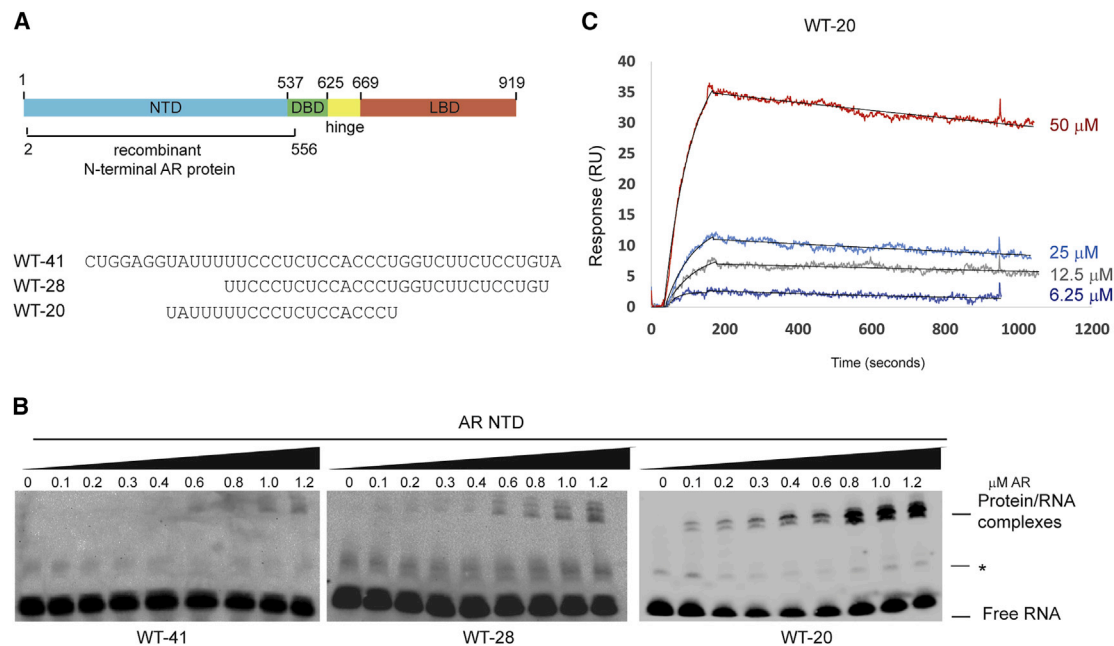 A
1 537 625 669 919
NTD DBD LBD
hinge
2 recombinant 556
N-terminal AR protein
WT-41 CUGGAGGUAUUUUUCCCUCUCCACCCUGGUCUUCUCCUGUA
WT-28 UUCCCUCUCCACCCUGGUCUUCUCCUGU
WT-20 UAUUUUUCCCUCUCCACCCU
C
WT-20
Response (RU)
40
35
30
25
20
15
10
5
0
0 200 400 600 800 1000 1200
Time (seconds)
50 µM
25 µM
12.5 µM
6.25 µM
B
AR NTD
0 0.1 0.2 0.3 0.4 0.6 0.8 1.0 1.2
0 0.1 0.2 0.3 0.4 0.6 0.8 1.0 1.2
0 0.1 0.2 0.3 0.4 0.6 0.8 1.0 1.2
µM AR
Protein/RNA
complexes
*
Free RNA
WT-41 WT-28 WT-20